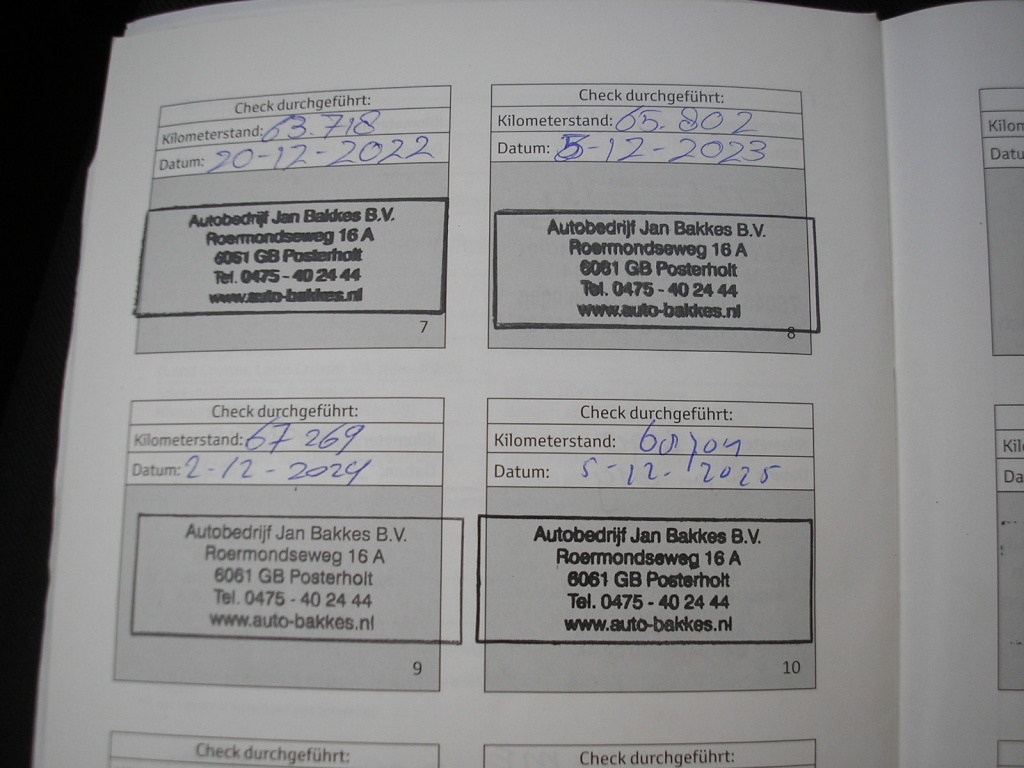 Check durchgeführt:
Kilometerstand: 63.718
Datum: 20-12-2022
Autobedrijf Jan Bakkes B.V.
Roermondseweg 16 A
6061 GB Posterholt
Tel. 0475 - 40 24 44
www.auto-bakkes.nl
7
Check durchgeführt:
Kilometerstand: 65.802
Datum: 5-12-2023
Autobedrijf Jan Bakkes B.V.
Roermondseweg 16 A
6061 GB Posterholt
Tel. 0475 - 40 24 44
www.auto-bakkes.nl
8
Check durchgeführt:
Kilometerstand: 67 269
Datum: 2-12-2024
Autobedrijf Jan Bakkes B.V.
Roermondseweg 16 A
6061 GB Posterholt
Tel. 0475 - 40 24 44
www.auto-bakkes.nl
9
Check durchgeführt:
Kilometerstand:
Datum: 5-12-2025
Autobedrijf Jan Bakkes B.V.
Roermondseweg 16 A
6061 GB Posterholt
Tel. 0475 - 40 24 44
www.auto-bakkes.nl
10
Check durchgeführt:
Check durchgeführt: